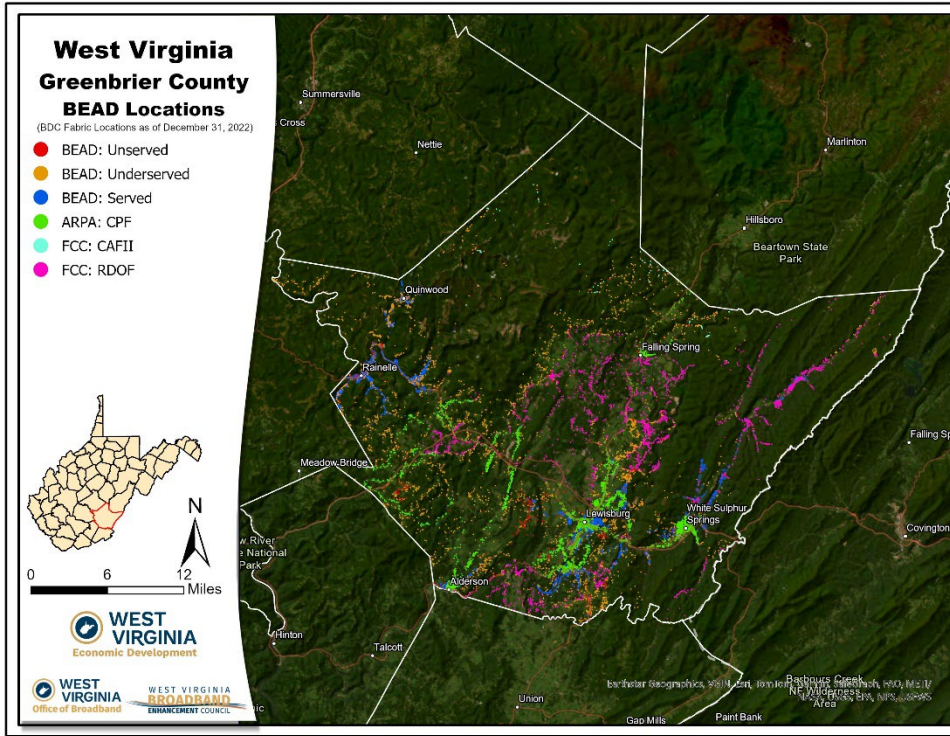 West Virginia
Greenbrier County
BEAD Locations
(BDC Fabric Locations as of December 31, 2022)
BEAD: Unserved
BEAD: Underserved
BEAD: Served
ARPA: CPF
FCC: CAFII
FCC: RDOF
N
0 6 12
Miles
WEST
VIRGINIA
Economic Development
WEST
VIRGINIA
Office of Broadband
WEST VIRGINIA
BROADBAND
ENHANCEMENT COUNCIL
Summersville
Cross
Nettie
Marlinton
Hillsboro
Beartown State
Park
Quinwood
Falling Spring
Rainelle
Meadow Bridge
Falling Sp
Lewisburg
White Sulphur
Springs
Covington
w River
e National
Park
Alderson
Hinton
Talcott
Union
Gap Mills
Paint Bank
Barbours Creek
NF Wilderness
Area
Earthstar Geographics